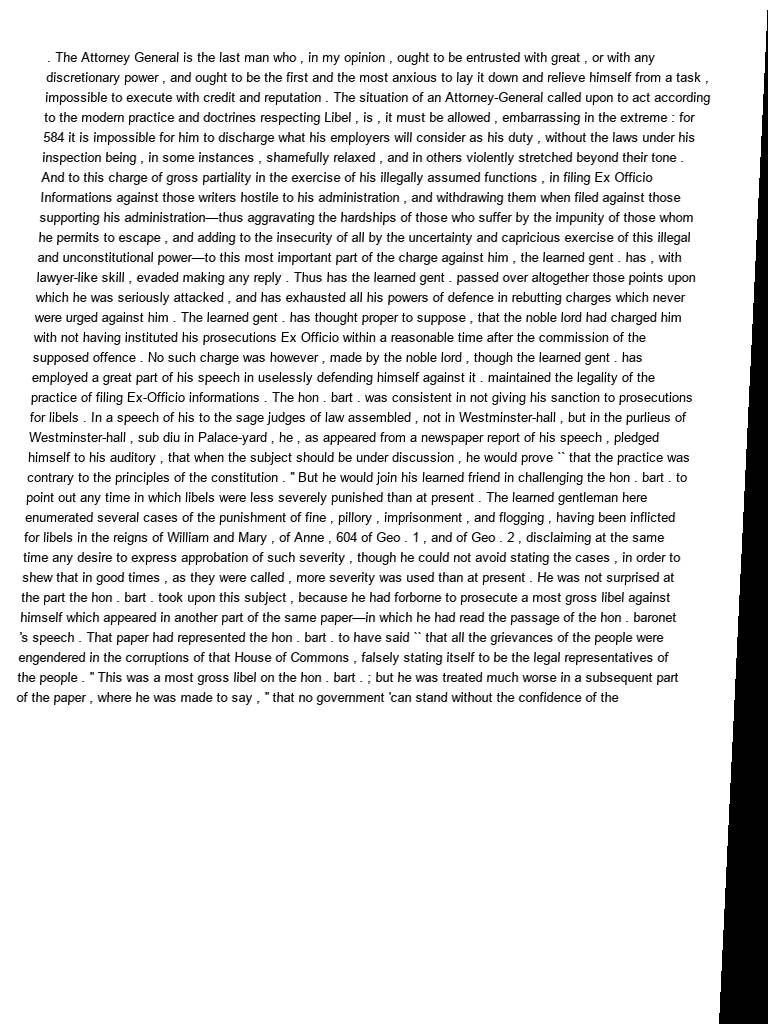 . The Attorney General is the last man who , in my opinion , ought to be entrusted with great , or with any
discretionary power , and ought to be the first and the most anxious to lay it down and relieve himself from a task ,
impossible to execute with credit and reputation . The situation of an Attorney-General called upon to act according
to the modern practice and doctrines respecting Libel , is , it must be allowed , embarrassing in the extreme : for
584 it is impossible for him to discharge what his employers will consider as his duty , without the laws under his
inspection being , in some instances , shamefully relaxed , and in others violently stretched beyond their tone .
And to this charge of gross partiality in the exercise of his illegally assumed functions , in filing Ex Officio
Informations against those writers hostile to his administration , and withdrawing them when filed against those
supporting his administration—thus aggravating the hardships of those who suffer by the impunity of those whom
he permits to escape , and adding to the insecurity of all by the uncertainty and capricious exercise of this illegal
and unconstitutional power—to this most important part of the charge against him , the learned gent . has , with
lawyer-like skill , evaded making any reply . Thus has the learned gent . passed over altogether those points upon
which he was seriously attacked , and has exhausted all his powers of defence in rebutting charges which never
were urged against him . The learned gent . has thought proper to suppose , that the noble lord had charged him
with not having instituted his prosecutions Ex Officio within a reasonable time after the commission of the
supposed offence . No such charge was however , made by the noble lord , though the learned gent . has
employed a great part of his speech in uselessly defending himself against it . maintained the legality of the
practice of filing Ex-Officio informations . The hon . bart . was consistent in not giving his sanction to prosecutions
for libels . In a speech of his to the sage judges of law assembled , not in Westminster-hall , but in the purlieus of
Westminster-hall , sub diu in Palace-yard , he , as appeared from a newspaper report of his speech , pledged
himself to his auditory , that when the subject should be under discussion , he would prove `` that the practice was
contrary to the principles of the constitution . " But he would join his learned friend in challenging the hon . bart . to
point out any time in which libels were less severely punished than at present . The learned gentleman here
enumerated several cases of the punishment of fine , pillory , imprisonment , and flogging , having been inflicted
for libels in the reigns of William and Mary , of Anne , 604 of Geo . 1 , and of Geo . 2 , disclaiming at the same
time any desire to express approbation of such severity , though he could not avoid stating the cases , in order to
shew that in good times , as they were called , more severity was used than at present . He was not surprised at
the part the hon . bart . took upon this subject , because he had forborne to prosecute a most gross libel against
himself which appeared in another part of the same paper—in which he had read the passage of the hon . baronet
's speech . That paper had represented the hon . bart . to have said `` that all the grievances of the people were
engendered in the corruptions of that House of Commons , falsely stating itself to be the legal representatives of
the people . " This was a most gross libel on the hon . bart . ; but he was treated much worse in a subsequent part
of the paper , where he was made to say , " that no government 'can stand without the confidence of the